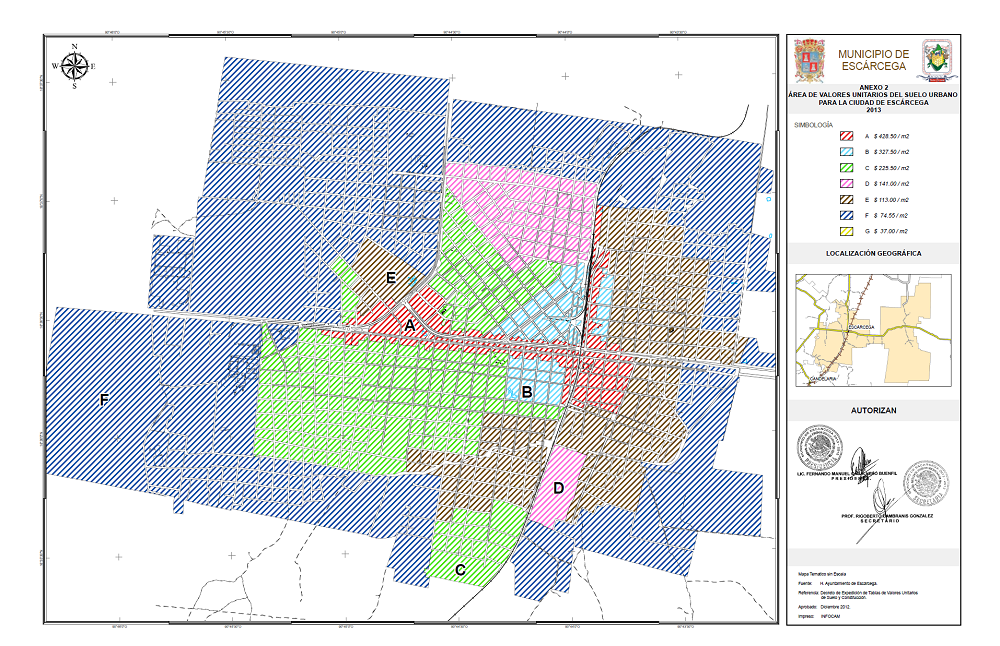 N
W E
S
E
A
B
F
D
C
MUNICIPIO DE
ESCÁRCEGA
ANEXO 2
ÁREA DE VALORES UNITARIOS DEL SUELO URBANO
PARA LA CIUDAD DE ESCÁRCEGA
2013
SIMBOLOGÍA
A $ 428.50 / m2
B $ 327.50 / m2
C $ 225.50 / m2
D $ 141.00 / m2
E $ 113.00 / m2
F $ 74.55 / m2
G $ 37.00 / m2
LOCALIZACIÓN GEOGRÁFICA
ESCÁRCEGA
CANDELARIA
AUTORIZAN
LIC. FERNANDO MANUEL BUENFIL
PRESIDENTE.
PROF. RIGOBERTO GONZALEZ
SECRETARIO
Mapa Tematico sin Escala
Fuente: H. Ayuntamiento de Escárcega.
Referencia: Decreto de Expedición de Tablas de Valores Unitarios
de Suelo y Construcción.
Aprobado: Diciembre 2012.
Impreso: INFOCAM